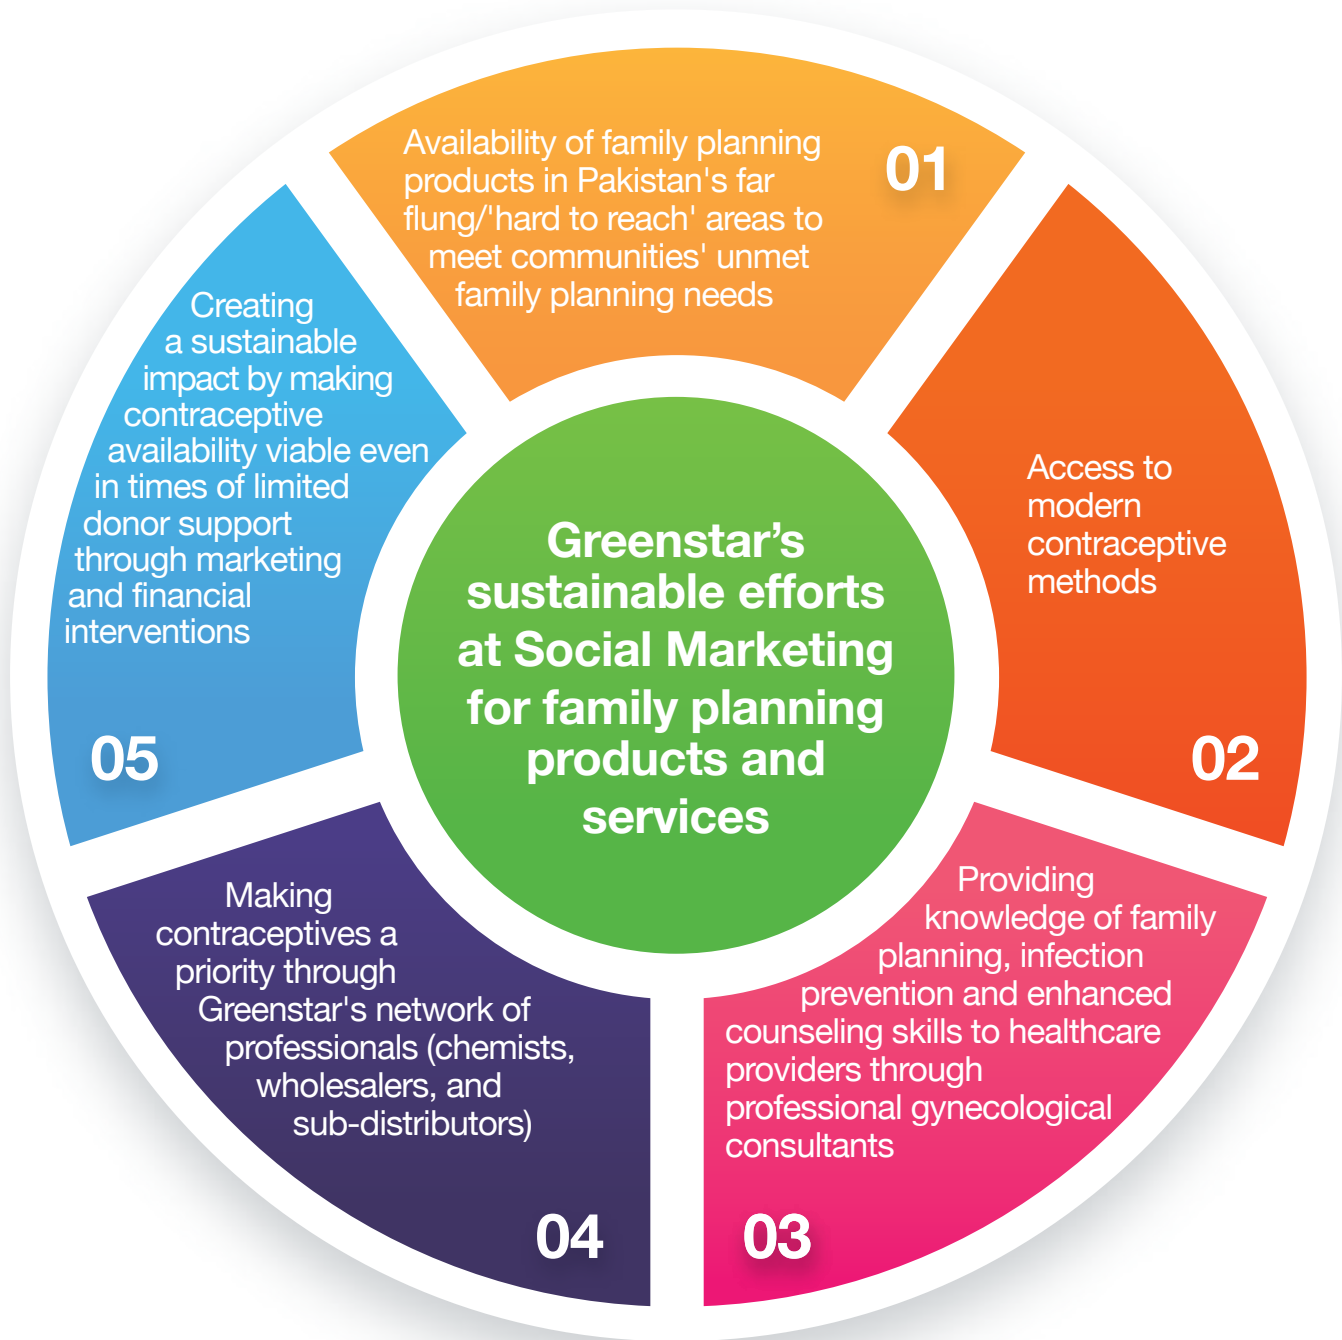 Availability of family planning
products in Pakistan's far
flung/'hard to reach' areas to
meet communities' unmet
family planning needs
01
Access to
modern
contraceptive
methods
02
Providing
knowledge of family
planning, infection
prevention and enhanced
counseling skills to healthcare
providers through
professional gynecological
consultants
03
Making
contraceptives a
priority through
Greenstar's network of
professionals (chemists,
wholesalers, and
sub-distributors)
04
Creating
a sustainable
impact by making
contraceptive
availability viable even
in times of limited
donor support
through marketing
and financial
interventions
05
Greenstar’s
sustainable efforts
at Social Marketing
for family planning
products and
services